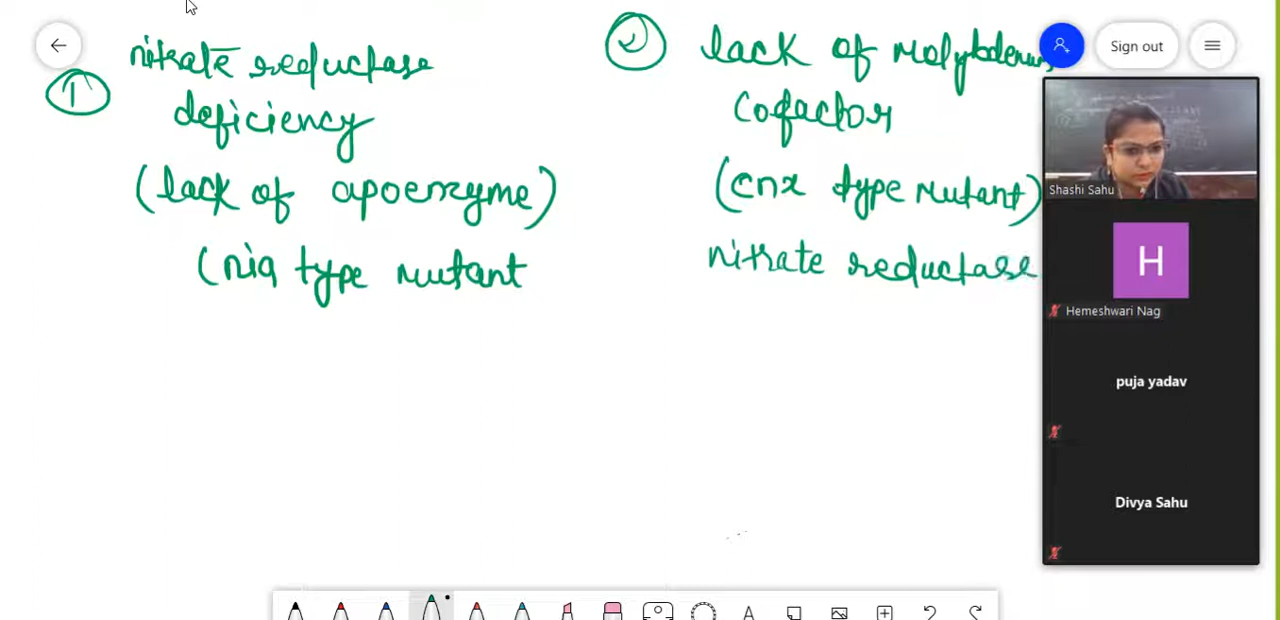 ① nitrate reductase
deficiency
(lack of apoenzyme)
(nia type mutant
② lack of Molybdenum
cofactor
(cnx type mutant)
nitrate reductase
Sign out
Shashi Sahu
H
Hemeshwari Nag
puja yadav
Divya Sahu
A